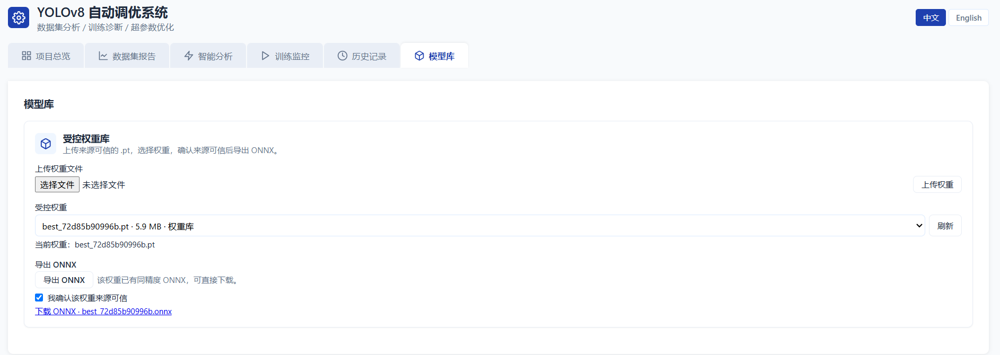 YOLOv8 自动调优系统
数据集分析 / 训练诊断 / 超参数优化
中文
English
项目总览
数据集报告
智能分析
训练监控
历史记录
模型库
模型库
受控权重库
上传来源可信的 .pt，选择权重，确认来源可信后导出 ONNX。
上传权重文件
选择文件 未选择文件
上传权重
受控权重
best_72d85b90996b.pt · 5.9 MB · 权重库
刷新
当前权重：best_72d85b90996b.pt
导出 ONNX
导出 ONNX 该权重已有同精度 ONNX，可直接下载。
我确认该权重来源可信
下载 ONNX · best_72d85b90996b.onnx